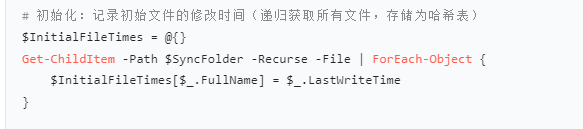 # 初始化: 记录初始文件的修改时间（递归获取所有文件，存储为哈希表）
$InitialFileTimes = @{}
Get-ChildItem -Path $SyncFolder -Recurse -File | ForEach-Object {
    $InitialFileTimes[$_.FullName] = $_.LastWriteTime
}